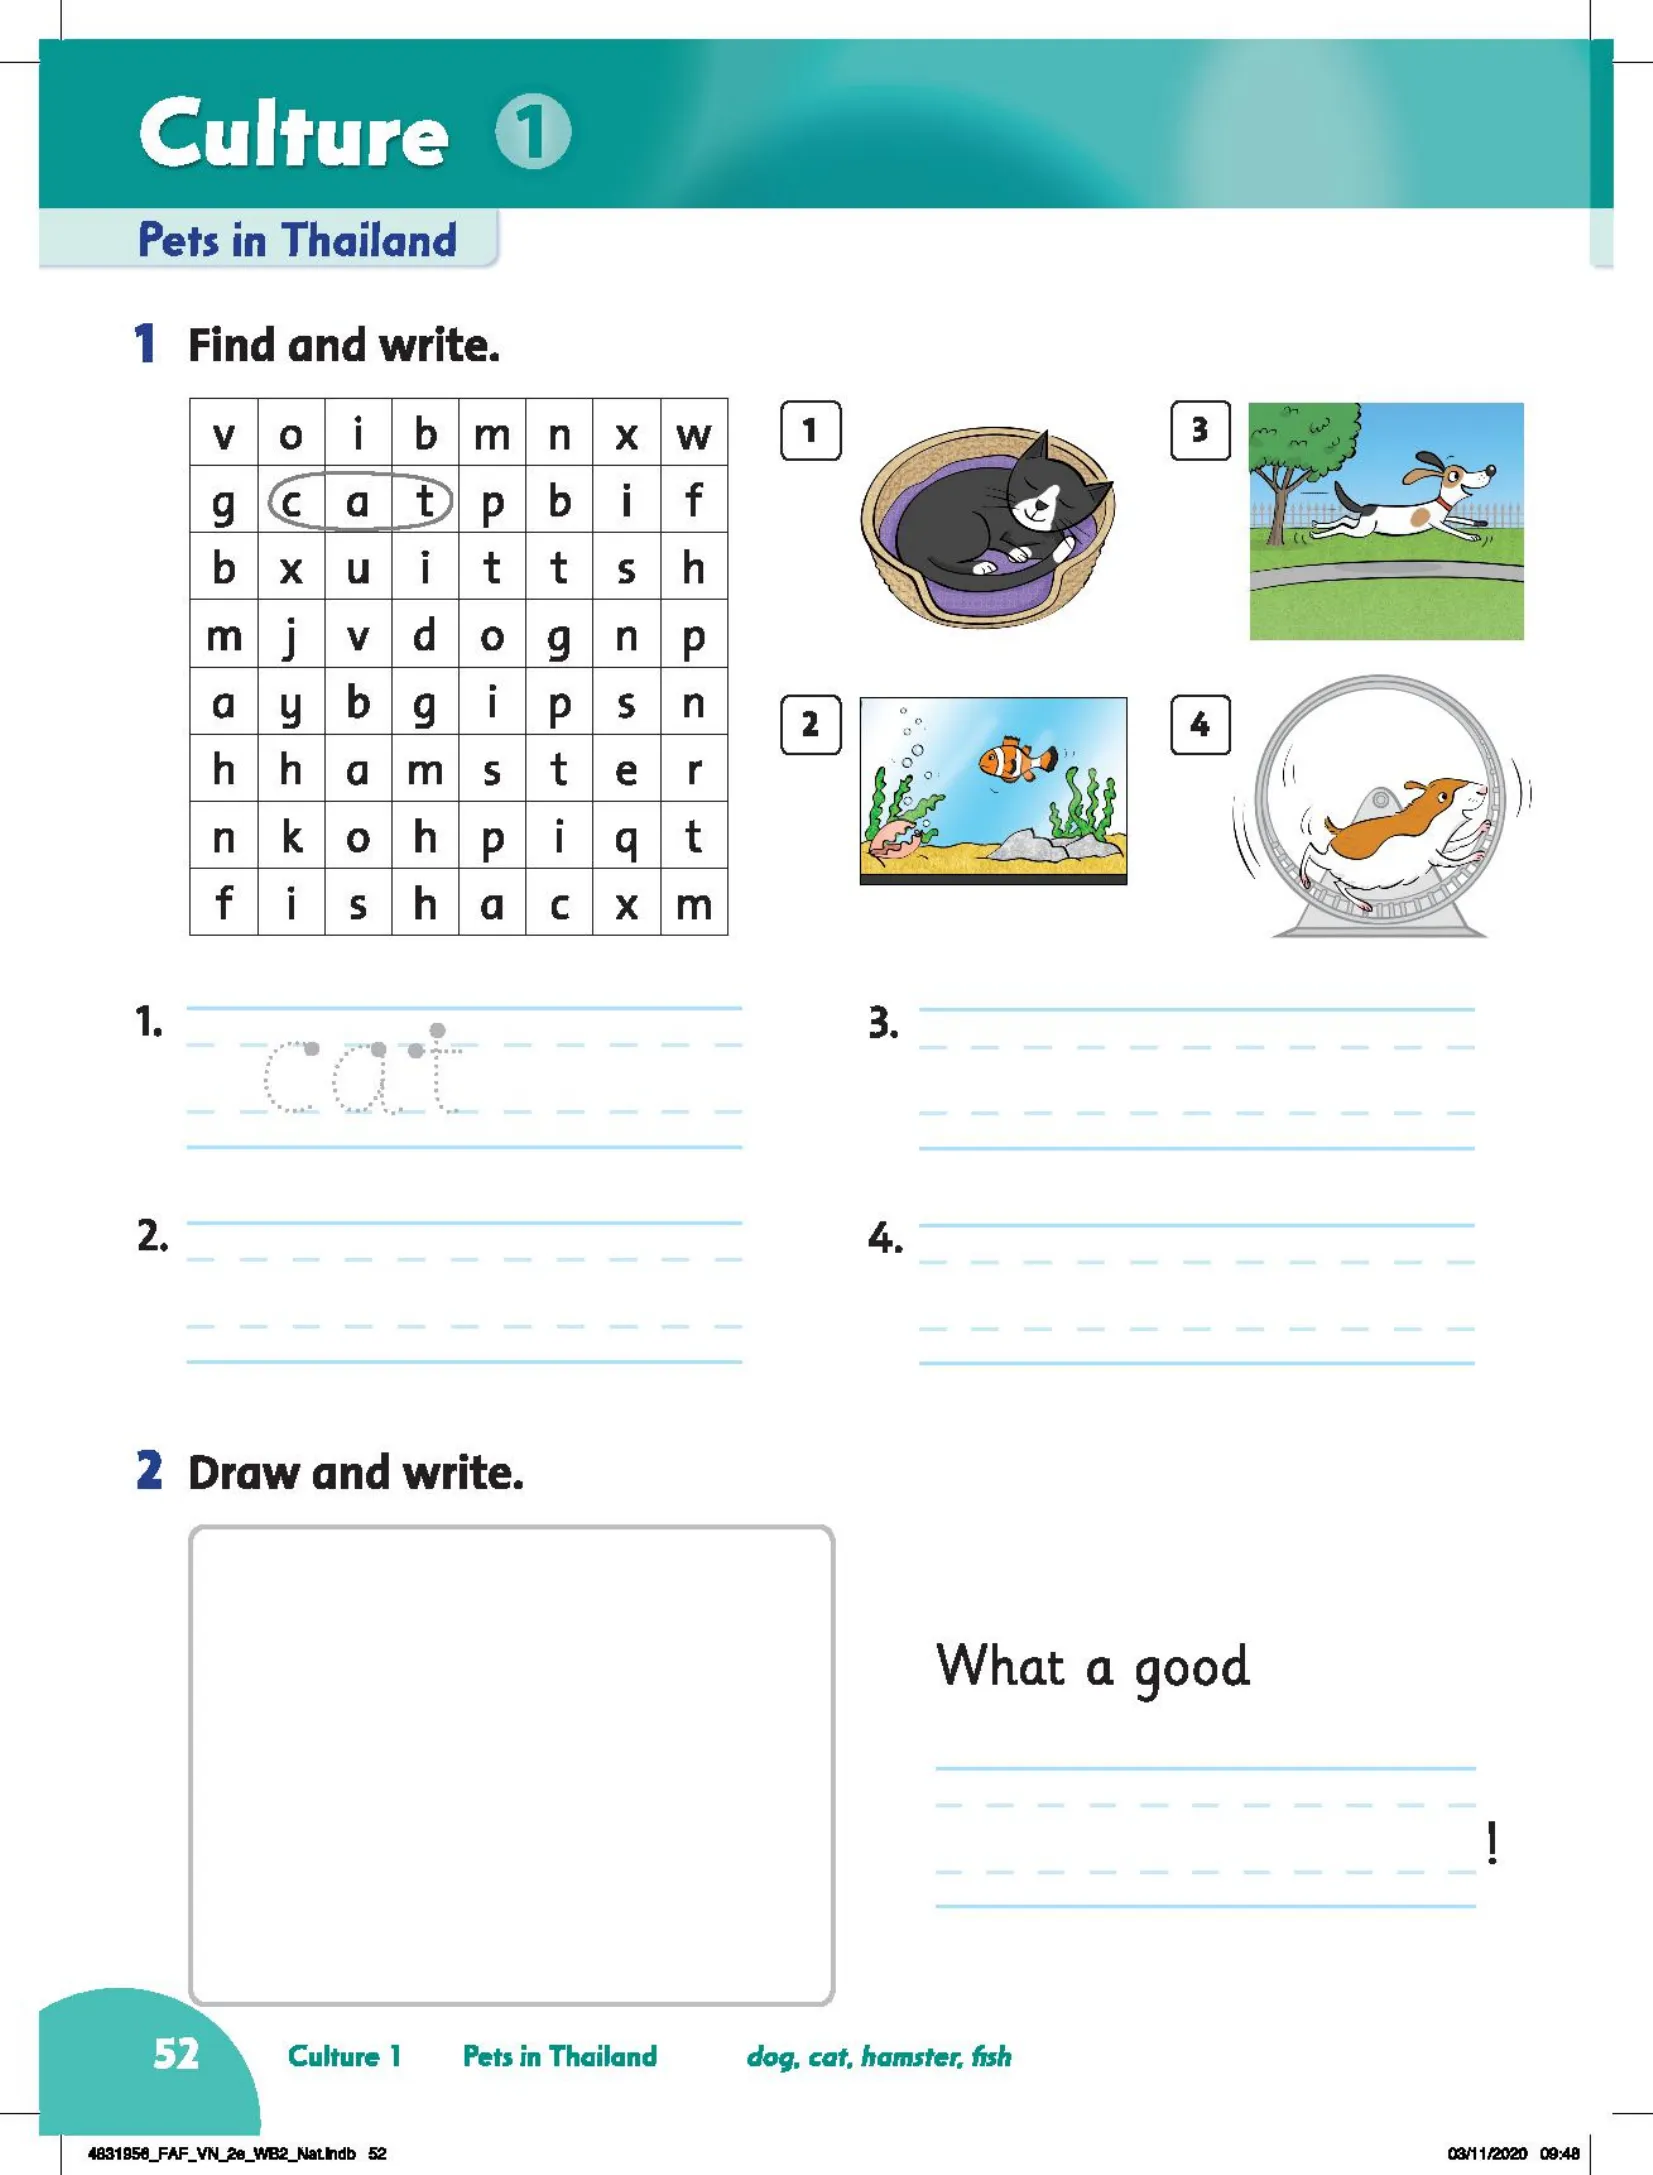 Culture 1
Pets in Thailand
1 Find and write.
v o i b m n x w
g c a t p b i f
b x u i t t s h
m j v d o g n p
a y b g i p s n
h h a m s t e r
n k o h p i q t
f i s h a c x m
1
3
2
4
1. cat
3.
2.
4.
2 Draw and write.
What a good
!
52 Culture 1 Pets in Thailand dog, cat, hamster, fish
4831956_FAF_VN_2e_WB2_Nat.indb 52 03/11/2020 09:48